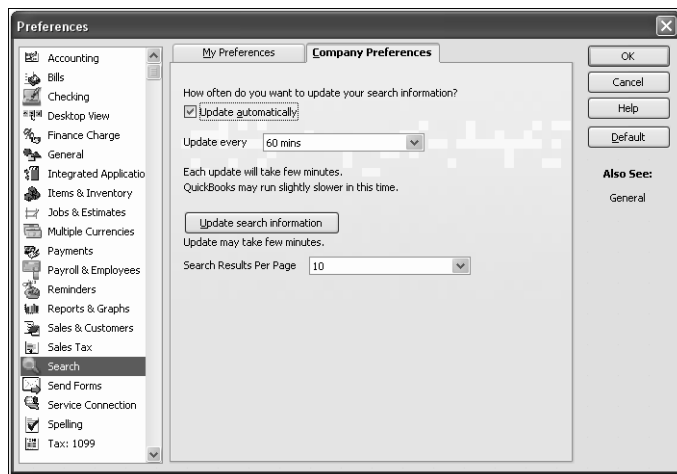 Preferences
Accounting
Bills
Checking
Desktop View
Finance Charge
General
Integrated Applicatio
Items & Inventory
Jobs & Estimates
Multiple Currencies
Payments
Payroll & Employees
Reminders
Reports & Graphs
Sales & Customers
Sales Tax
Search
Send Forms
Service Connection
Spelling
Tax: 1099
My Preferences
Company Preferences
How often do you want to update your search information?
Update automatically
Update every 60 mins
Each update will take few minutes.
QuickBooks may run slightly slower in this time.
Update search information
Update may take few minutes.
Search Results Per Page 10
OK
Cancel
Help
Default
Also See:
General